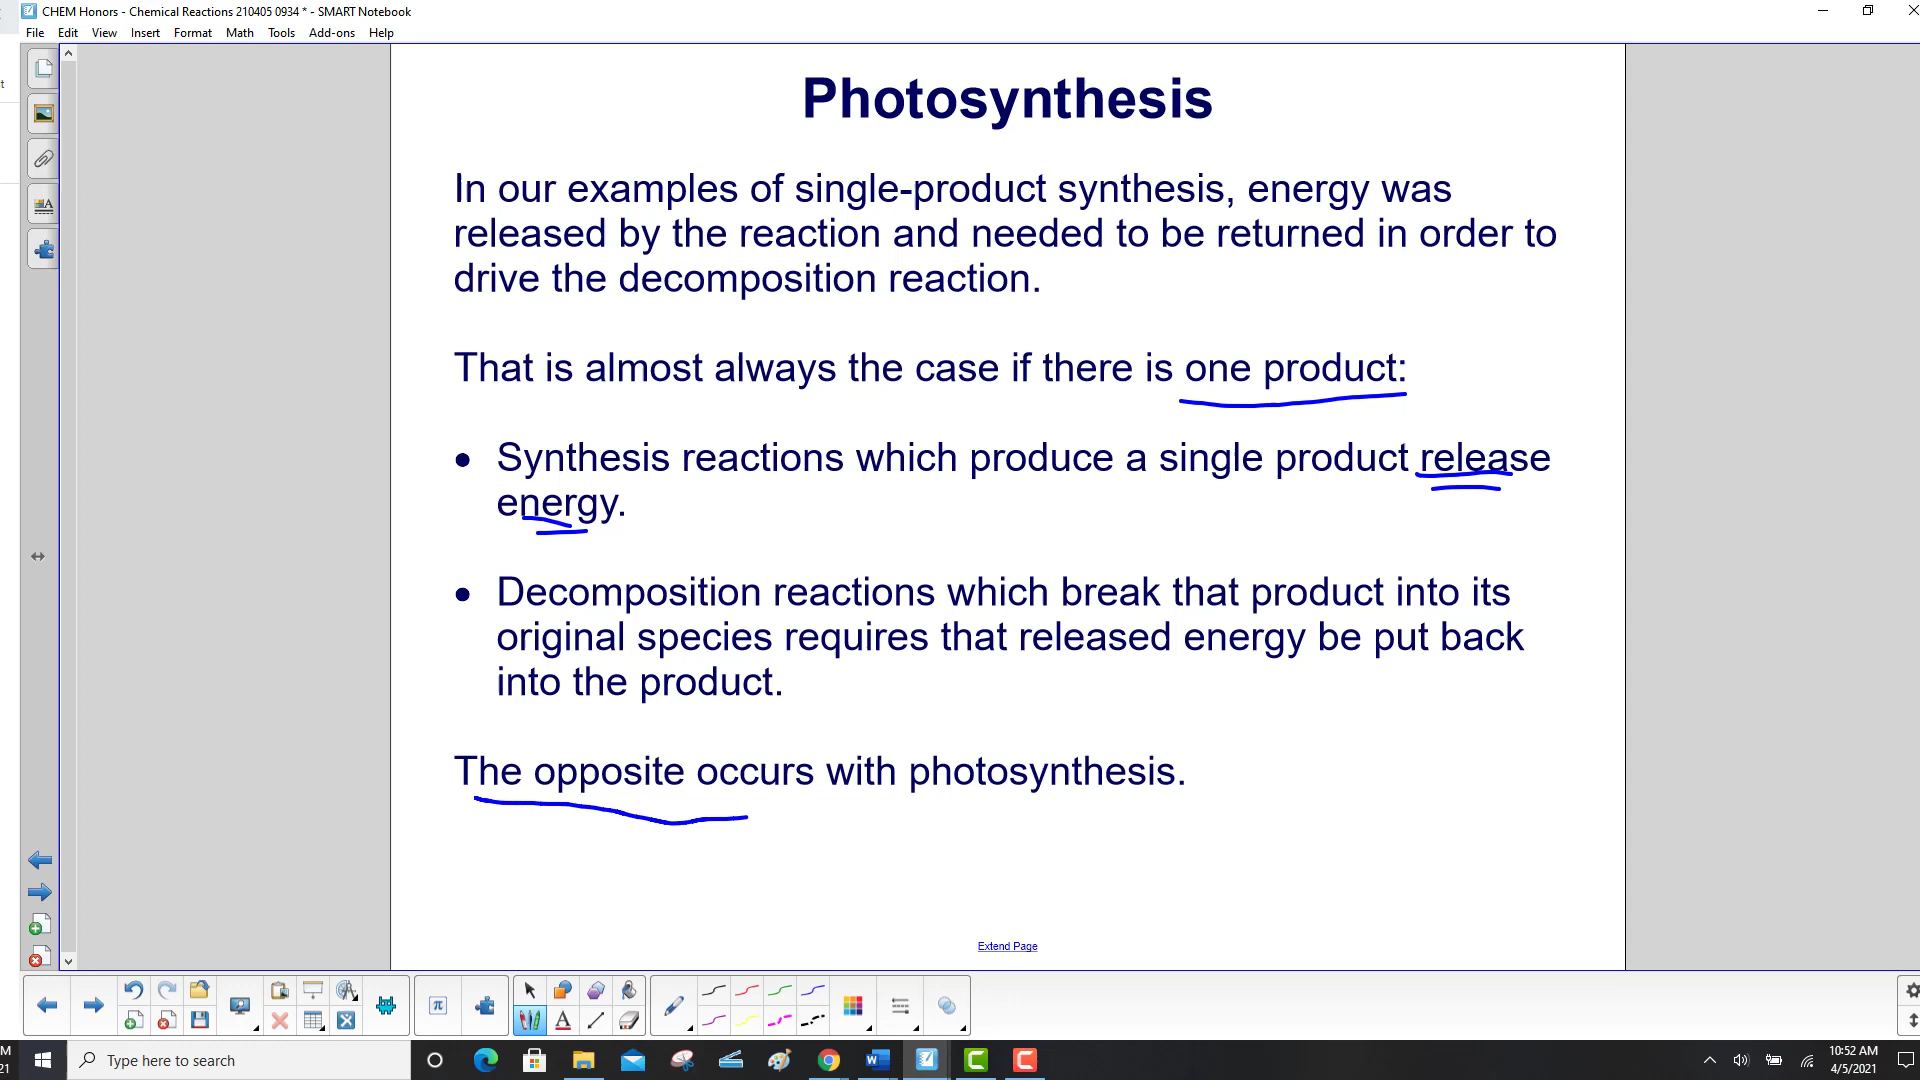 CHEM Honors - Chemical Reactions 210405 0934 * - SMART Notebook
File Edit View Insert Format Math Tools Add-ons Help
Photosynthesis
In our examples of single-product synthesis, energy was
released by the reaction and needed to be returned in order to
drive the decomposition reaction.
That is almost always the case if there is one product:
• Synthesis reactions which produce a single product release
energy.
• Decomposition reactions which break that product into its
original species requires that released energy be put back
into the product.
The opposite occurs with photosynthesis.
Extend Page
Type here to search
10:52 AM
4/5/2021